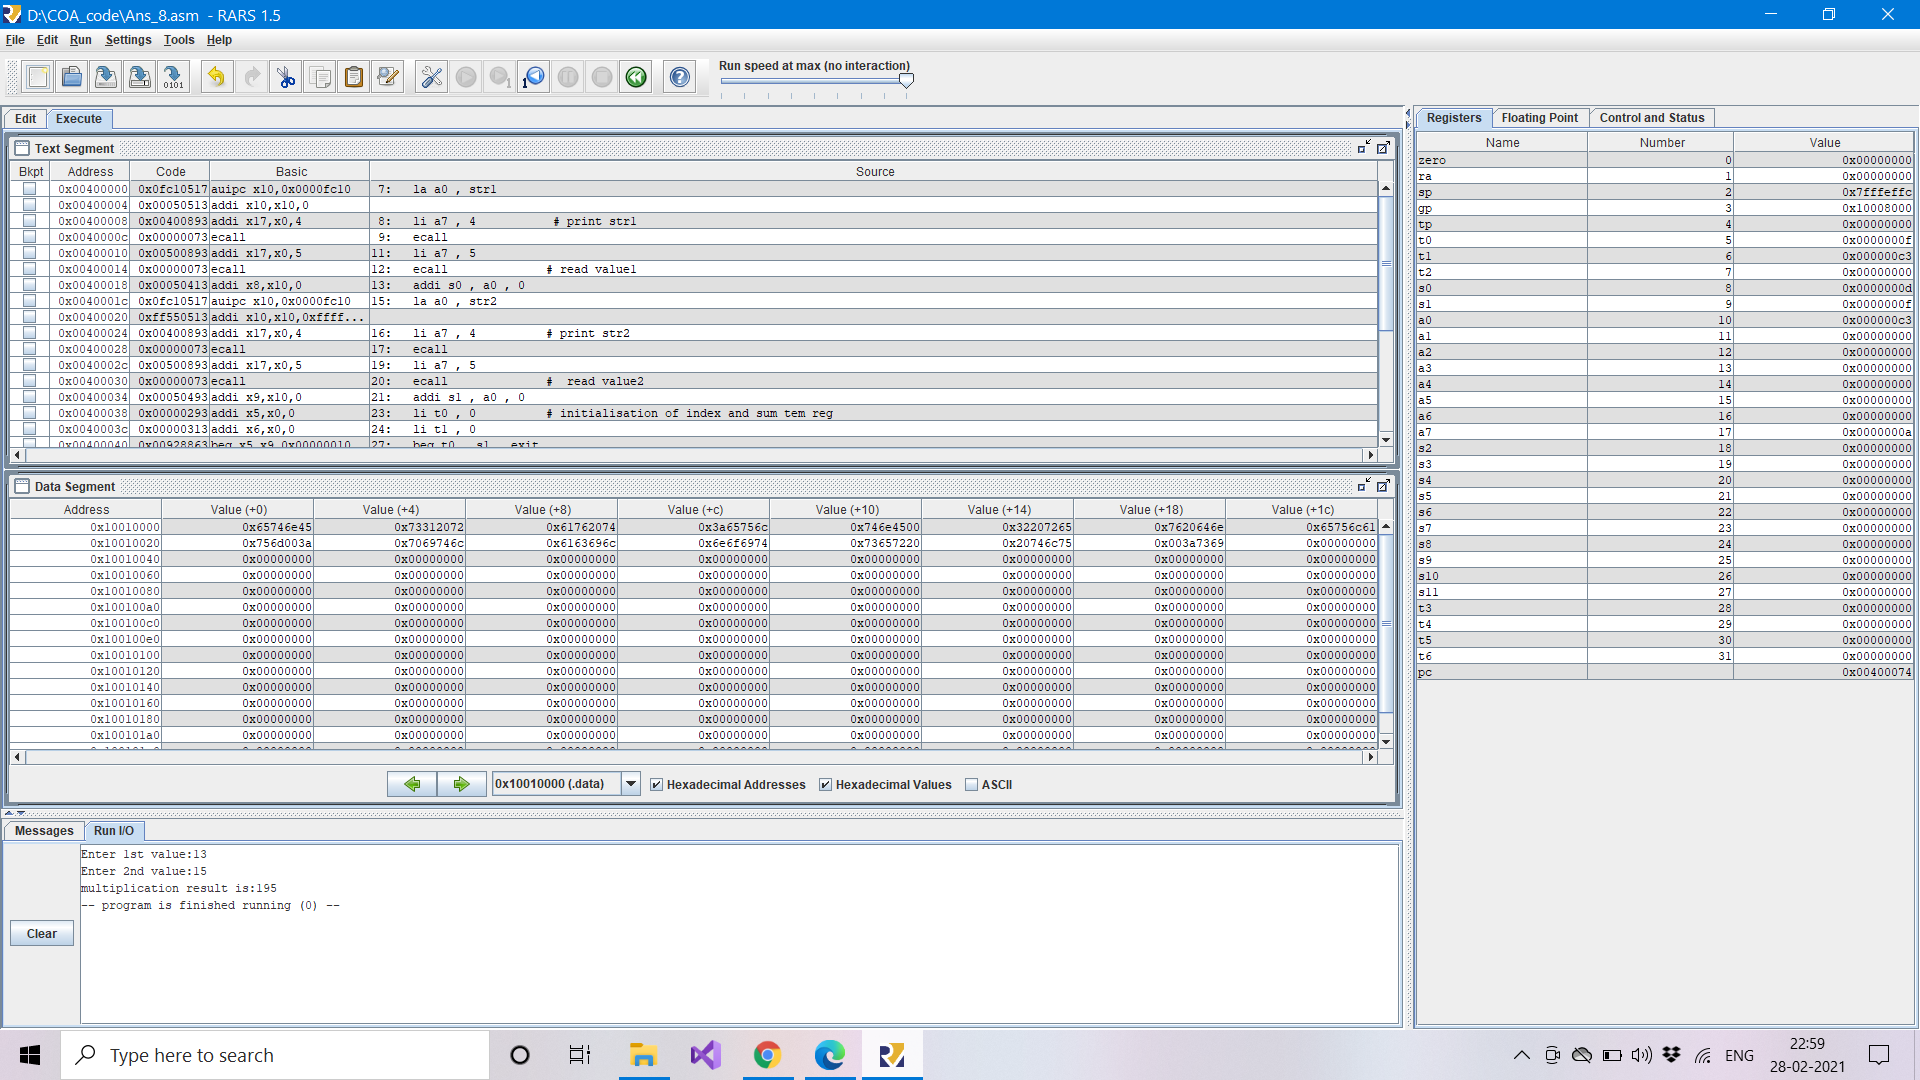 D:\COA_code\Ans_8.asm - RARS 1.5
File Edit Run Settings Tools Help
Run speed at max (no interaction)
Edit Execute
Text Segment
Bkpt Address Code Basic Source
0x00400000 0x0fc10517 auipc x10,0x0000fc10 7: la a0 , str1
0x00400004 0x00050513 addi x10,x10,0
0x00400008 0x00400893 addi x17,x0,4 8: li a7 , 4 # print str1
0x0040000c 0x00000073 ecall 9: ecall
0x00400010 0x00500893 addi x17,x0,5 11: li a7 , 5
0x00400014 0x00000073 ecall 12: ecall # read value1
0x00400018 0x00050413 addi x8,x10,0 13: addi s0 , a0 , 0
0x0040001c 0x0fc10517 auipc x10,0x0000fc10 15: la a0 , str2
0x00400020 0xff550513 addi x10,x10,0xffff...
0x00400024 0x00400893 addi x17,x0,4 16: li a7 , 4 # print str2
0x00400028 0x00000073 ecall 17: ecall
0x0040002c 0x00500893 addi x17,x0,5 19: li a7 , 5
0x00400030 0x00000073 ecall 20: ecall # read value2
0x00400034 0x00050493 addi x9,x10,0 21: addi s1 , a0 , 0
0x00400038 0x00000293 addi x5,x0,0 23: li t0 , 0 # initialisation of index and sum tem reg
0x0040003c 0x00000313 addi x6,x0,0 24: li t1 , 0
0x00400040 0x00928863 beq x5,x9,0x00000010 27: beq t0 , s1 , exit
Data Segment
Address Value (+0) Value (+4) Value (+8) Value (+c) Value (+10) Value (+14) Value (+18) Value (+1c)
0x10010000 0x65746e45 0x73312072 0x61762074 0x3a65756c 0x746e4500 0x32207265 0x7620646e 0x65756c61
0x10010020 0x756d003a 0x7069746c 0x6163696c 0x6e6f6974 0x73657220 0x20746c75 0x003a7369 0x00000000
0x10010040 0x00000000 0x00000000 0x00000000 0x00000000 0x00000000 0x00000000 0x00000000 0x00000000
0x10010060 0x00000000 0x00000000 0x00000000 0x00000000 0x00000000 0x00000000 0x00000000 0x00000000
0x10010080 0x00000000 0x00000000 0x00000000 0x00000000 0x00000000 0x00000000 0x00000000 0x00000000
0x100100a0 0x00000000 0x00000000 0x00000000 0x00000000 0x00000000 0x00000000 0x00000000 0x00000000
0x100100c0 0x00000000 0x00000000 0x00000000 0x00000000 0x00000000 0x00000000 0x00000000 0x00000000
0x100100e0 0x00000000 0x00000000 0x00000000 0x00000000 0x00000000 0x00000000 0x00000000 0x00000000
0x10010100 0x00000000 0x00000000 0x00000000 0x00000000 0x00000000 0x00000000 0x00000000 0x00000000
0x10010120 0x00000000 0x00000000 0x00000000 0x00000000 0x00000000 0x00000000 0x00000000 0x00000000
0x10010140 0x00000000 0x00000000 0x00000000 0x00000000 0x00000000 0x00000000 0x00000000 0x00000000
0x10010160 0x00000000 0x00000000 0x00000000 0x00000000 0x00000000 0x00000000 0x00000000 0x00000000
0x10010180 0x00000000 0x00000000 0x00000000 0x00000000 0x00000000 0x00000000 0x00000000 0x00000000
0x100101a0 0x00000000 0x00000000 0x00000000 0x00000000 0x00000000 0x00000000 0x00000000 0x00000000
0x10010000 (.data) Hexadecimal Addresses Hexadecimal Values ASCII
Messages Run I/O
Enter 1st value:13
Enter 2nd value:15
multiplication result is:195
-- program is finished running (0) --
Clear
Registers Floating Point Control and Status
Name Number Value
zero 0 0x00000000
ra 1 0x00000000
sp 2 0x7fffeffc
gp 3 0x10008000
tp 4 0x00000000
t0 5 0x0000000f
t1 6 0x000000c3
t2 7 0x00000000
s0 8 0x0000000d
s1 9 0x0000000f
a0 10 0x000000c3
a1 11 0x00000000
a2 12 0x00000000
a3 13 0x00000000
a4 14 0x00000000
a5 15 0x00000000
a6 16 0x00000000
a7 17 0x0000000a
s2 18 0x00000000
s3 19 0x00000000
s4 20 0x00000000
s5 21 0x00000000
s6 22 0x00000000
s7 23 0x00000000
s8 24 0x00000000
s9 25 0x00000000
s10 26 0x00000000
s11 27 0x00000000
t3 28 0x00000000
t4 29 0x00000000
t5 30 0x00000000
t6 31 0x00000000
pc 0x00400074
Type here to search
ENG
22:59
28-02-2021